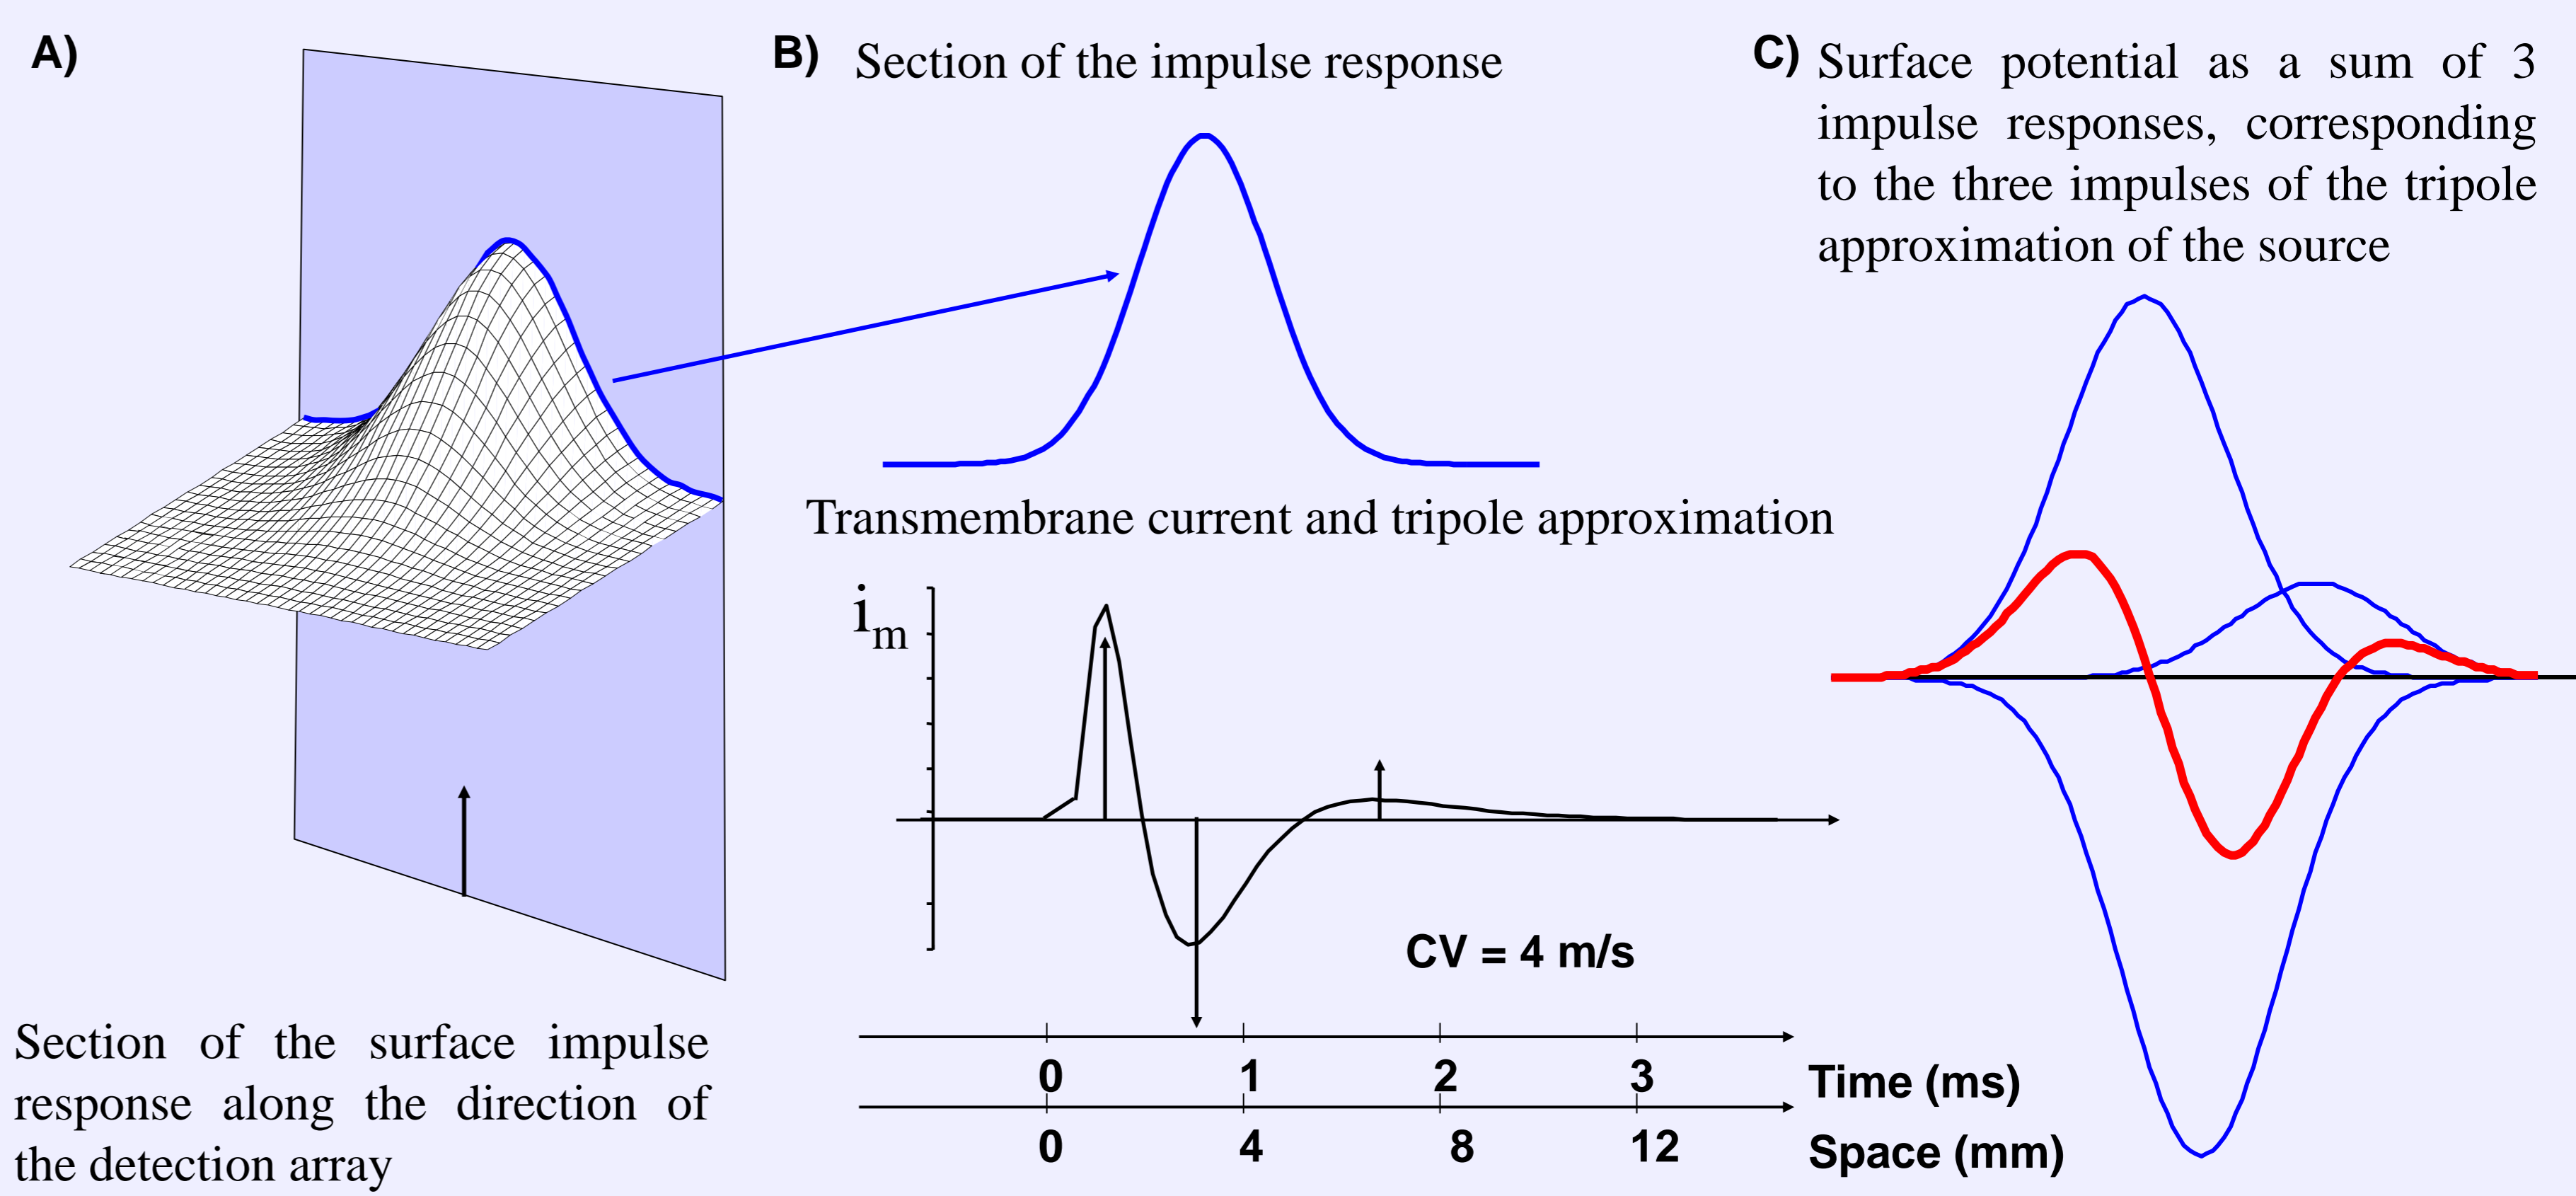 A)
Section of the surface impulse
response along the direction of
the detection array
B) Section of the impulse response
Transmembrane current and tripole approximation
im
CV = 4 m/s
0 1 2 3
Time (ms)
0 4 8 12
Space (mm)
C) Surface potential as a sum of 3
impulse responses, corresponding
to the three impulses of the tripole
approximation of the source